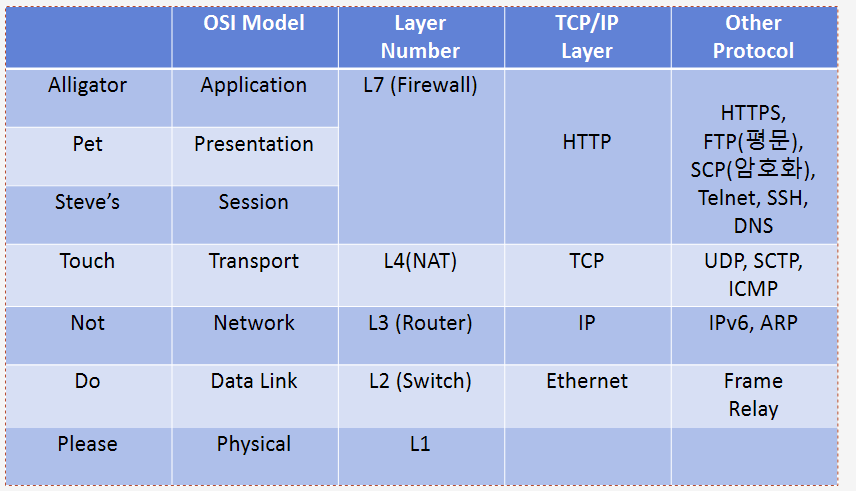 OSI Model
Layer
Number
TCP/IP
Layer
Other
Protocol
Alligator
Application
L7 (Firewall)
HTTP
HTTPS,
FTP(평문),
SCP(암호화),
Telnet, SSH,
DNS
Pet
Presentation
Steve’s
Session
Touch
Transport
L4(NAT)
TCP
UDP, SCTP,
ICMP
Not
Network
L3 (Router)
IP
IPv6, ARP
Do
Data Link
L2 (Switch)
Ethernet
Frame
Relay
Please
Physical
L1